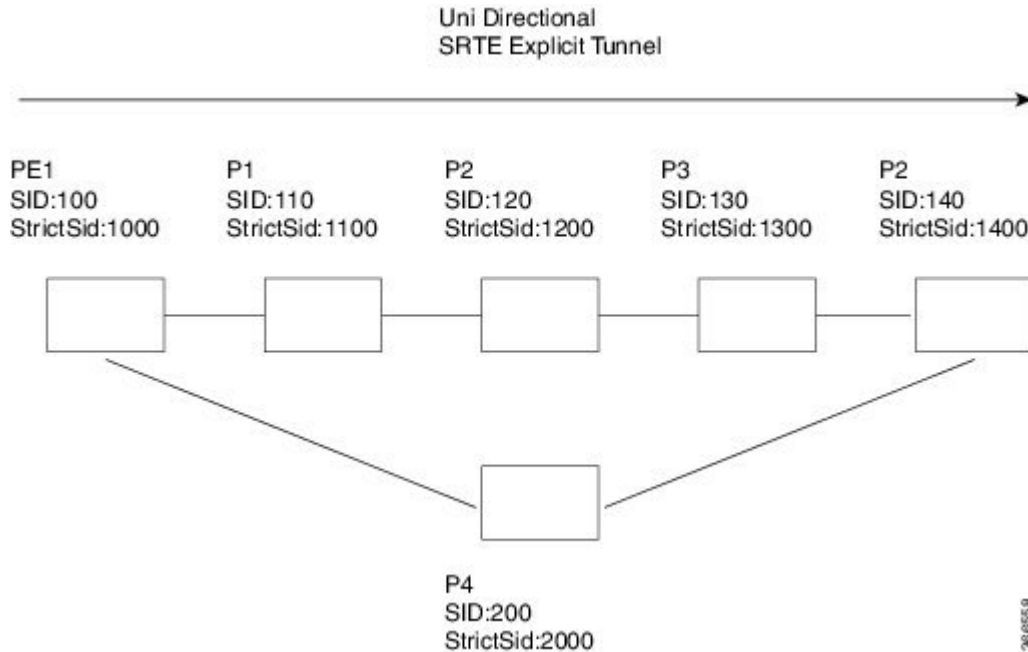 Uni Directional
SRTE Explicit Tunnel
PE1
SID:100
StrictSid:1000
P1
SID:110
StrictSid:1100
P2
SID:120
StrictSid:1200
P3
SID:130
StrictSid:1300
P2
SID:140
StrictSid:1400
P4
SID:200
StrictSid:2000